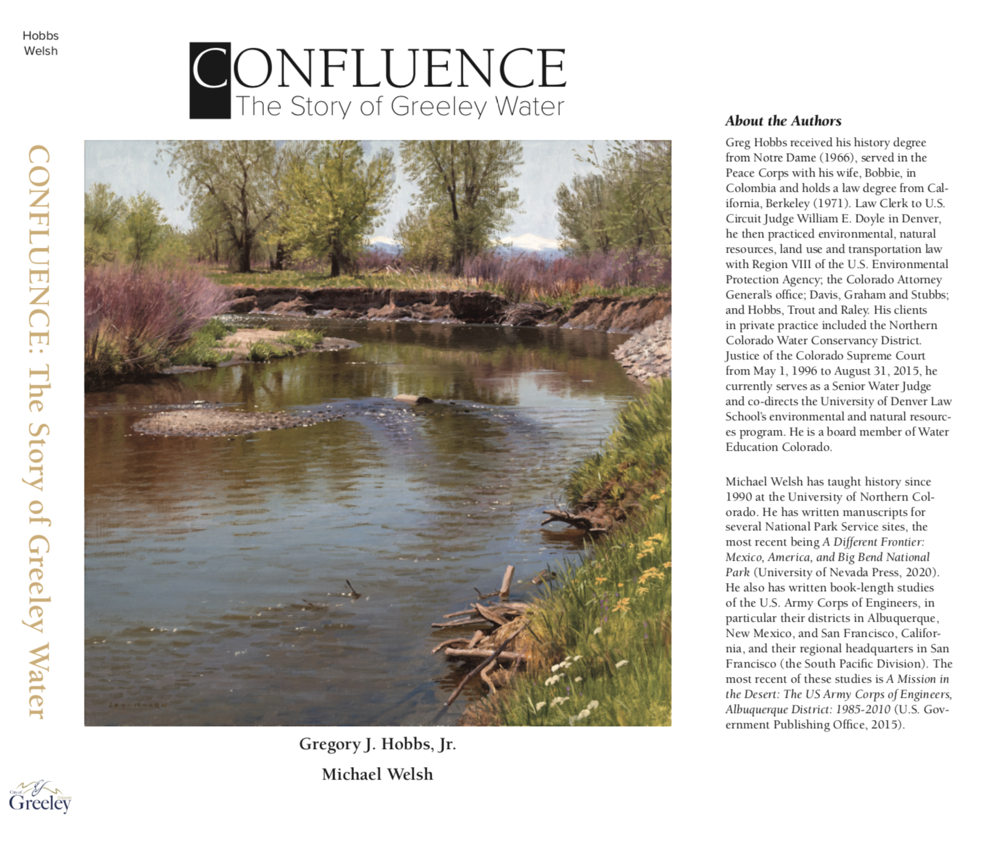 Hobbs
Welsh
CONFLUENCE: The Story of Greeley Water
City of
Greeley
Colorado
CONFLUENCE
The Story of Greeley Water
Gregory J. Hobbs, Jr.
Michael Welsh
About the Authors
Greg Hobbs received his history degree
from Notre Dame (1966), served in the
Peace Corps with his wife, Bobbie, in
Colombia and holds a law degree from Cal-
ifornia, Berkeley (1971). Law Clerk to U.S.
Circuit Judge William E. Doyle in Denver,
he then practiced environmental, natural
resources, land use and transportation law
with Region VIII of the U.S. Environmental
Protection Agency; the Colorado Attorney
General's office; Davis, Graham and Stubbs;
and Hobbs, Trout and Raley. His clients
in private practice included the Northern
Colorado Water Conservancy District.
Justice of the Colorado Supreme Court
from May 1, 1996 to August 31, 2015, he
currently serves as a Senior Water Judge
and co-directs the University of Denver Law
School's environmental and natural resourc-
es program. He is a board member of Water
Education Colorado.
Michael Welsh has taught history since
1990 at the University of Northern Col-
orado. He has written manuscripts for
several National Park Service sites, the
most recent being A Different Frontier:
Mexico, America, and Big Bend National
Park (University of Nevada Press, 2020).
He also has written book-length studies
of the U.S. Army Corps of Engineers, in
particular their districts in Albuquerque,
New Mexico, and San Francisco, Califor-
nia, and their regional headquarters in San
Francisco (the South Pacific Division). The
most recent of these studies is A Mission in
the Desert: The US Army Corps of Engineers,
Albuquerque District: 1985-2010 (U.S. Gov-
ernment Publishing Office, 2015).